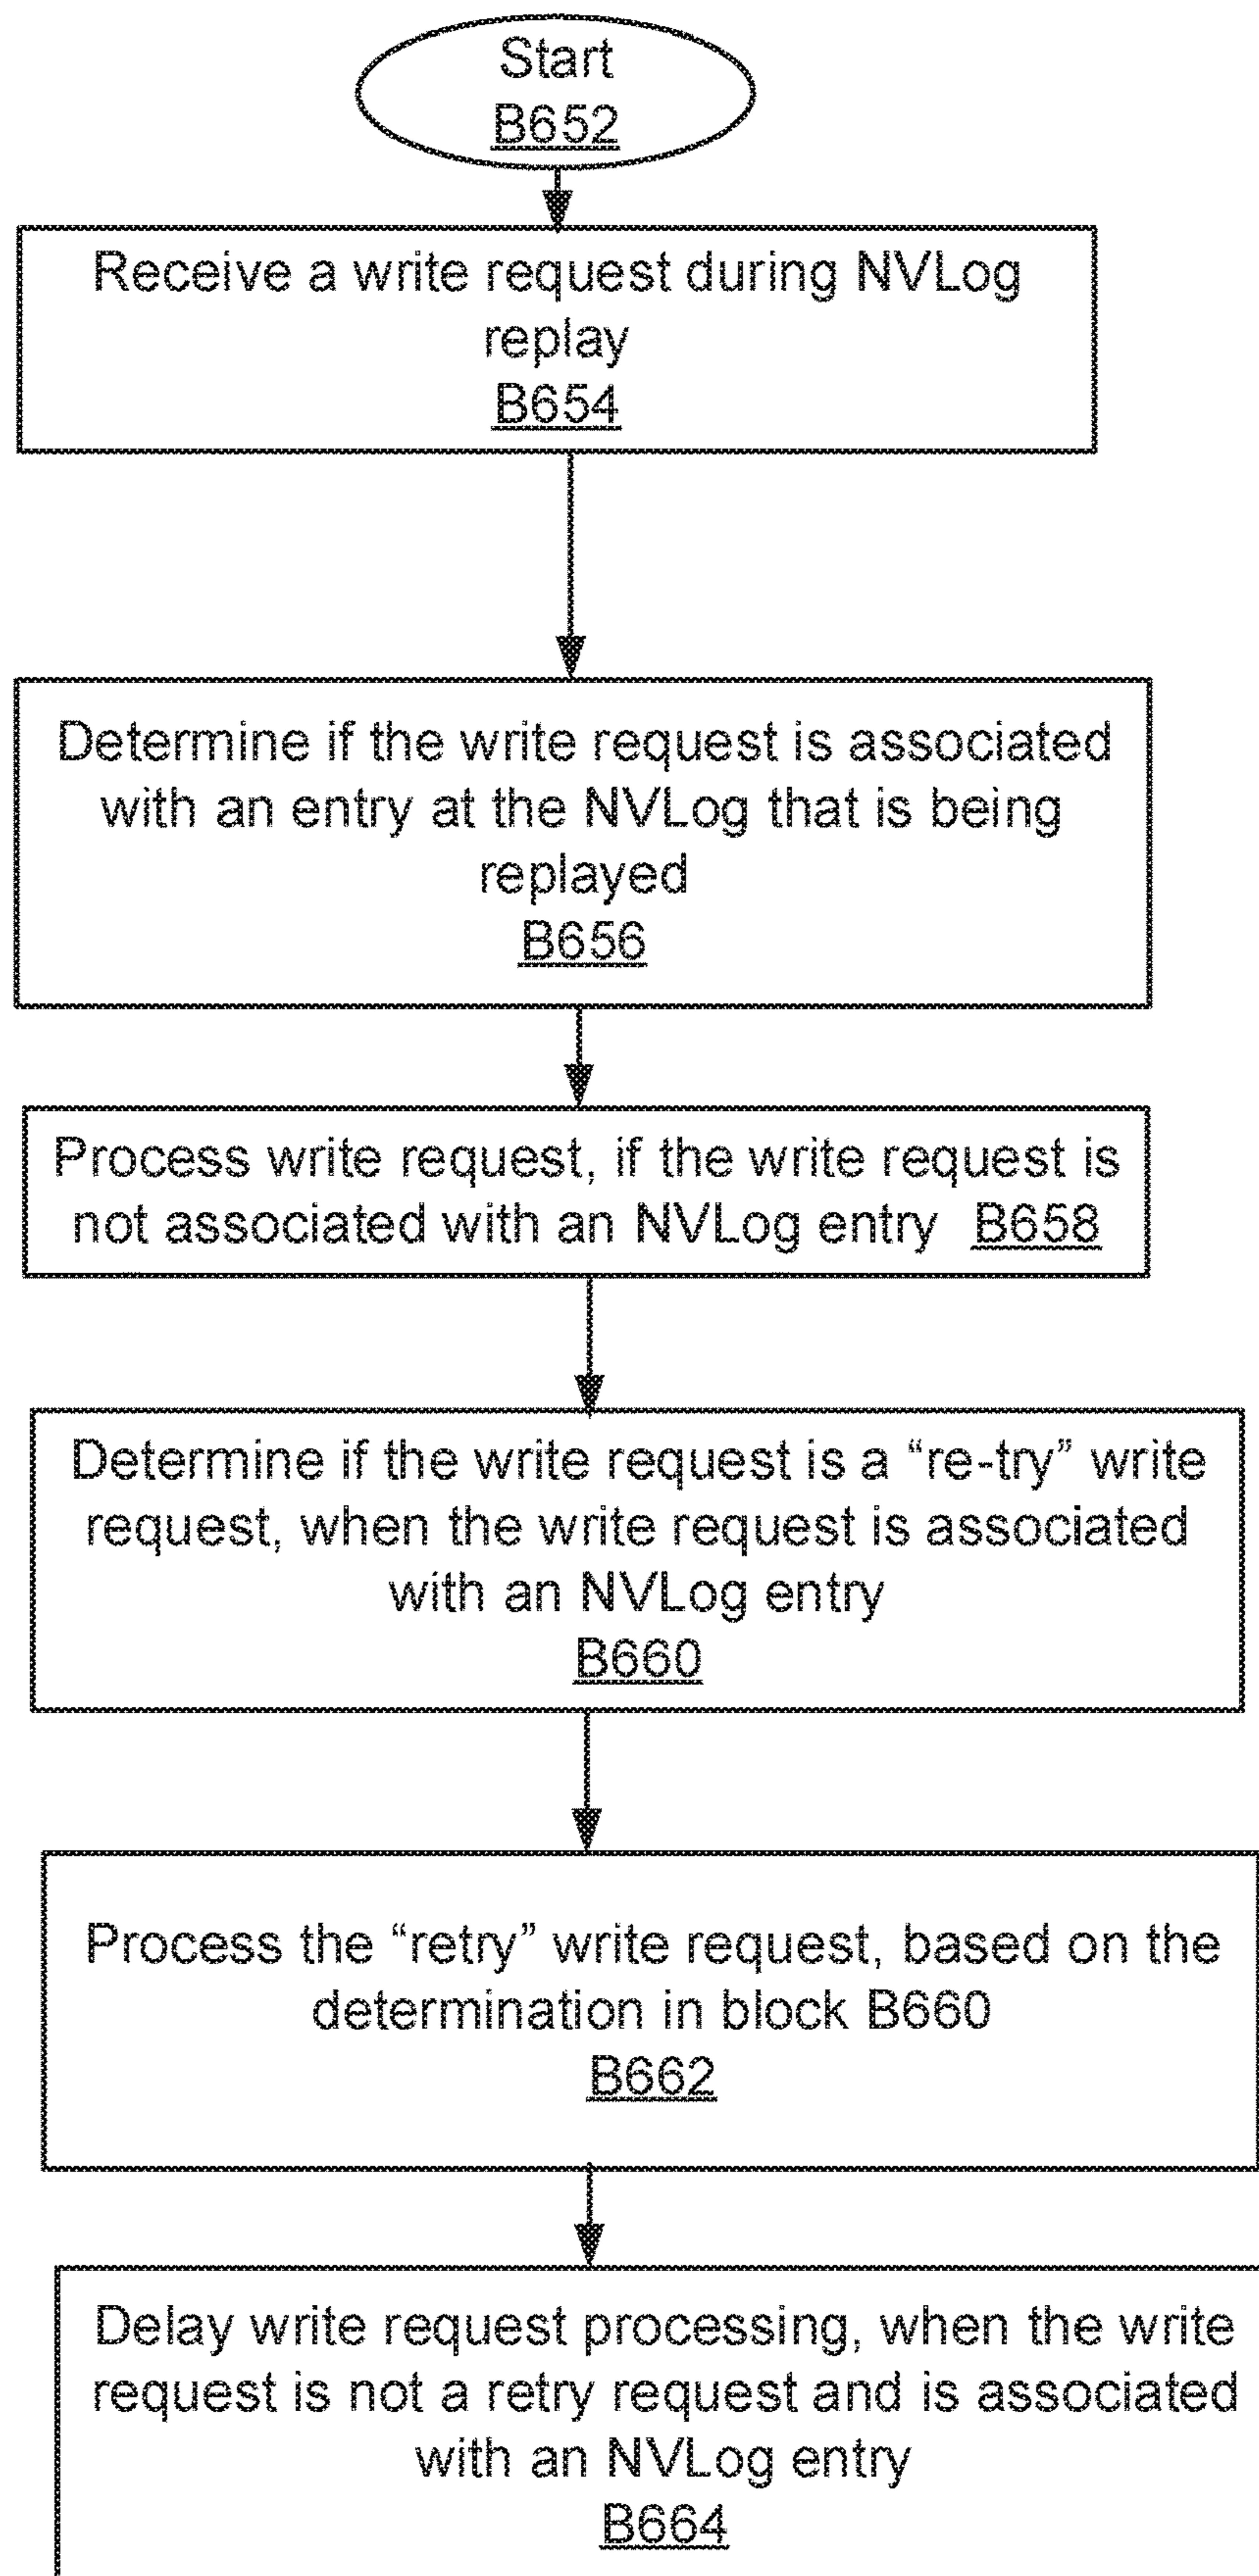 Start
B652
Receive a write request during NVLog
replay
B654
Determine if the write request is associated
with an entry at the NVLog that is being
replayed
B656
Process write request, if the write request is
not associated with an NVLog entry B658
Determine if the write request is a “re-try” write
request, when the write request is associated
with an NVLog entry
B660
Process the “retry” write request, based on the
determination in block B660
B662
Delay write request processing, when the write
request is not a retry request and is associated
with an NVLog entry
B664